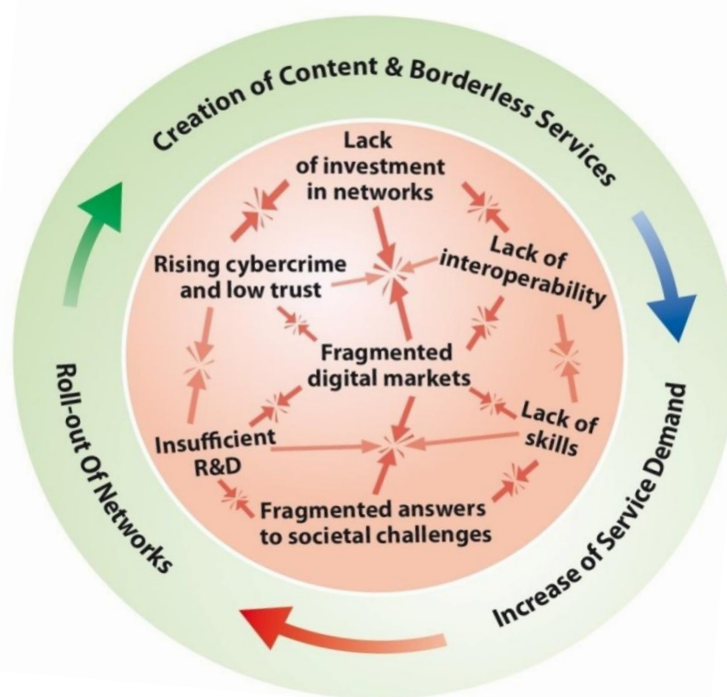 Creation of Content & Borderless Services
Lack
of investment
in networks
Rising cybercrime
and low trust
Lack of
interoperability
Fragmented
digital markets
Insufficient
R&D
Lack of
skills
Fragmented answers
to societal challenges
Roll-out Of Networks
Increase of Service Demand